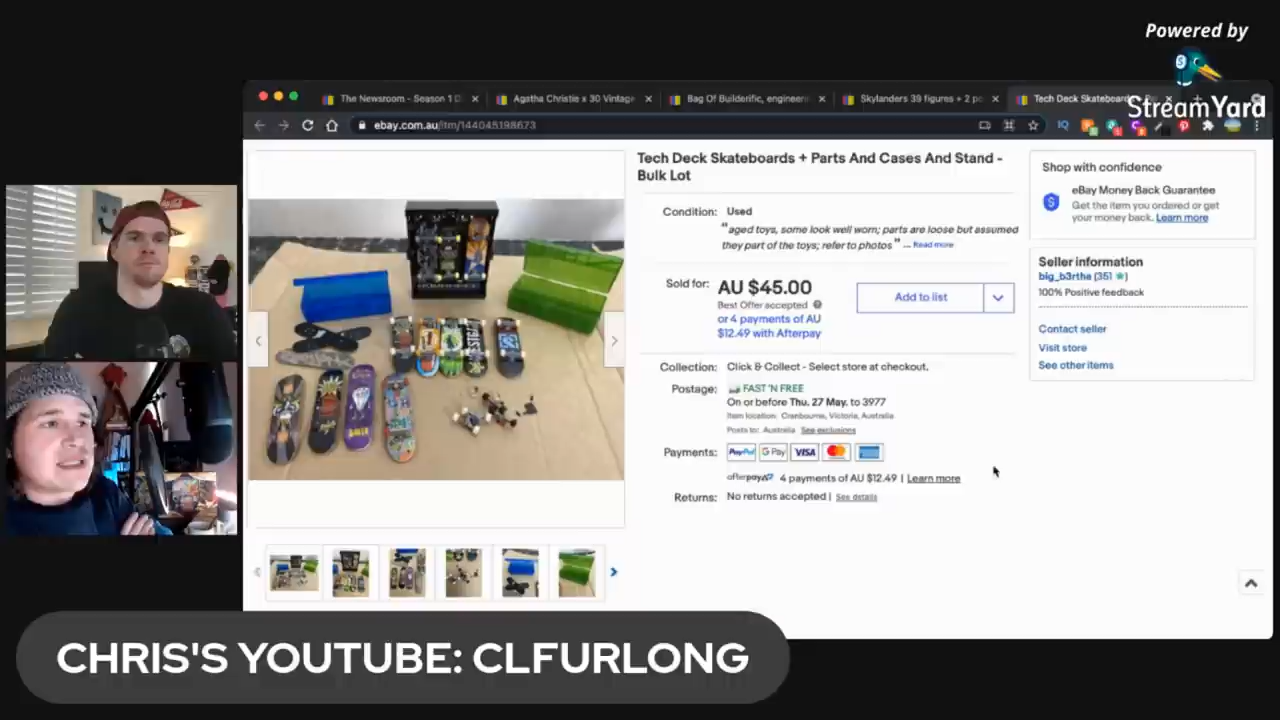 Powered by
StreamYard
The Newsroom - Season 1 D
Agatha Christie x 30 Vintage
Bag Of Builderific, engineeri
Skylanders 39 figures + 2 po
Tech Deck Skateboard
ebay.com.au/itm/144045198673
Tech Deck Skateboards + Parts And Cases And Stand -
Bulk Lot
Condition: Used
"aged toys, some look well worn; parts are loose but assumed
they part of the toys; refer to photos" ... Read more
Sold for: AU $45.00
Best Offer accepted
or 4 payments of AU
$12.49 with Afterpay
Add to list
Collection: Click & Collect - Select store at checkout.
Postage: FAST 'N FREE
On or before Thu. 27 May. to 3977
Item location: Cranbourne, Victoria, Australia
Posts to: Australia See exclusions
Payments: PayPal G Pay VISA
afterpay 4 payments of AU $12.49 | Learn more
Returns: No returns accepted | See details
Shop with confidence
eBay Money Back Guarantee
Get the item you ordered or get
your money back. Learn more
Seller information
big_b3rtha (351)
100% Positive feedback
Contact seller
Visit store
See other items
CHRIS'S YOUTUBE: CLFURLONG